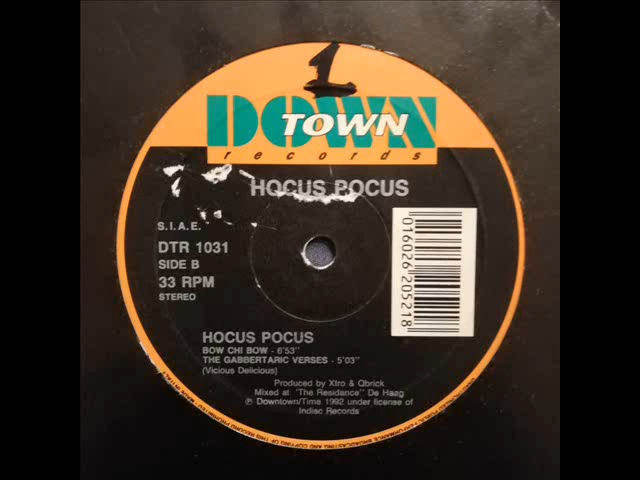 1
DOWN
TOWN
records
HOCUS POCUS
S.I.A.E.
DTR 1031
SIDE B
33 RPM
STEREO
016026 205218
HOCUS POCUS
BOW CHI BOW - 6'53"
THE GABBERTARIC VERSES - 5'03"
(Vicious Delicious)
Produced by Xtro & Qbrick
Mixed at "The Residance" De Haag
℗ Downtown/Time 1992 under license of
Indisc Records